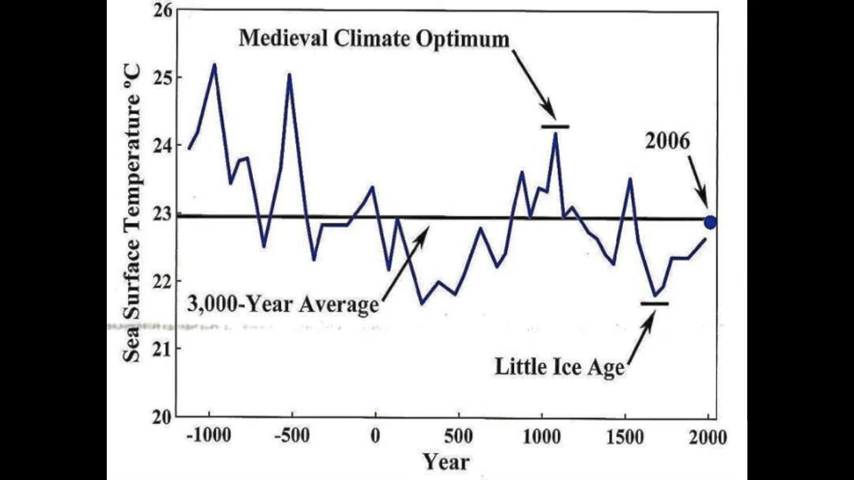 26
Medieval Climate Optimum
25
24
2006
23
22
3,000-Year Average
21
Little Ice Age
20
Sea Surface Temperature ºC
-1000 -500 0 500 1000 1500 2000
Year